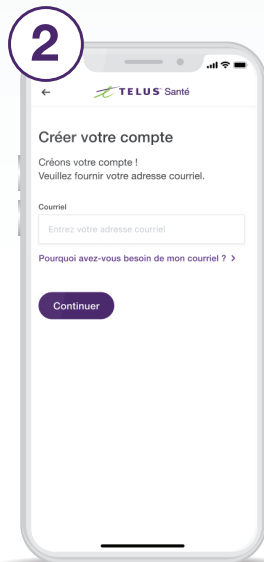 2
TELUS Santé
Créer votre compte
Créons votre compte !
Veuillez fournir votre adresse courriel.
Courriel
Entrez votre adresse courriel
Pourquoi avez-vous besoin de mon courriel ? >
Continuer